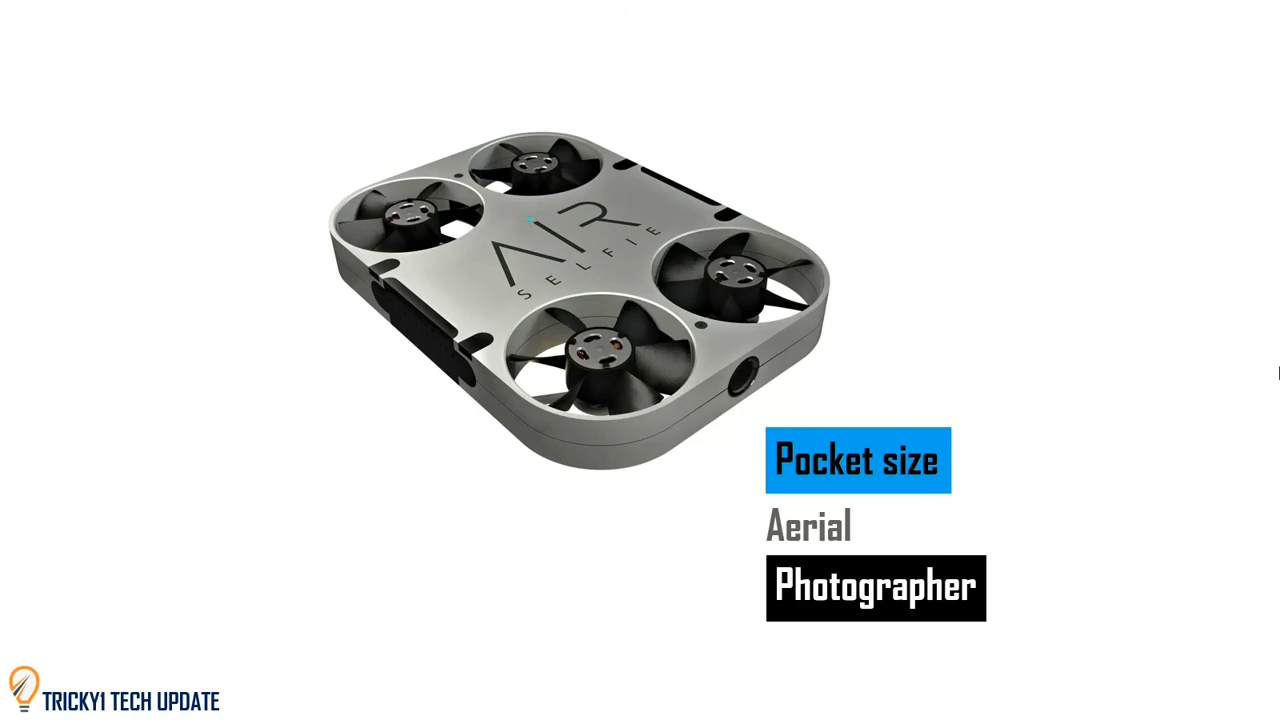 AIR
SELFIE
Pocket size
Aerial
Photographer
TRICKY1 TECH UPDATE